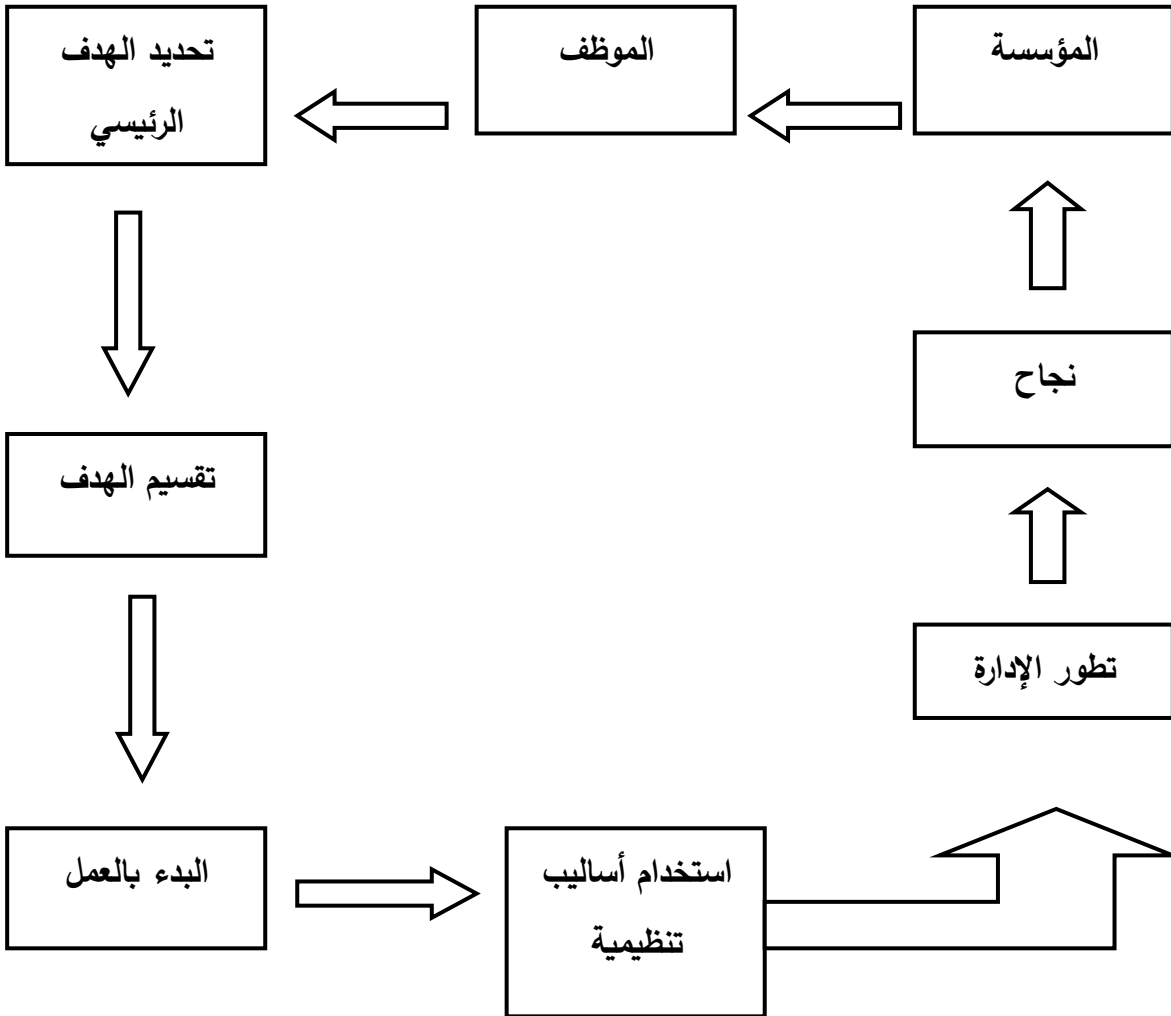 المؤسسة
الموظف
تحديد الهدف
الرئيسي
تقسيم الهدف
البدء بالعمل
استخدام أساليب
تنظيمية
تطور الإدارة
نجاح